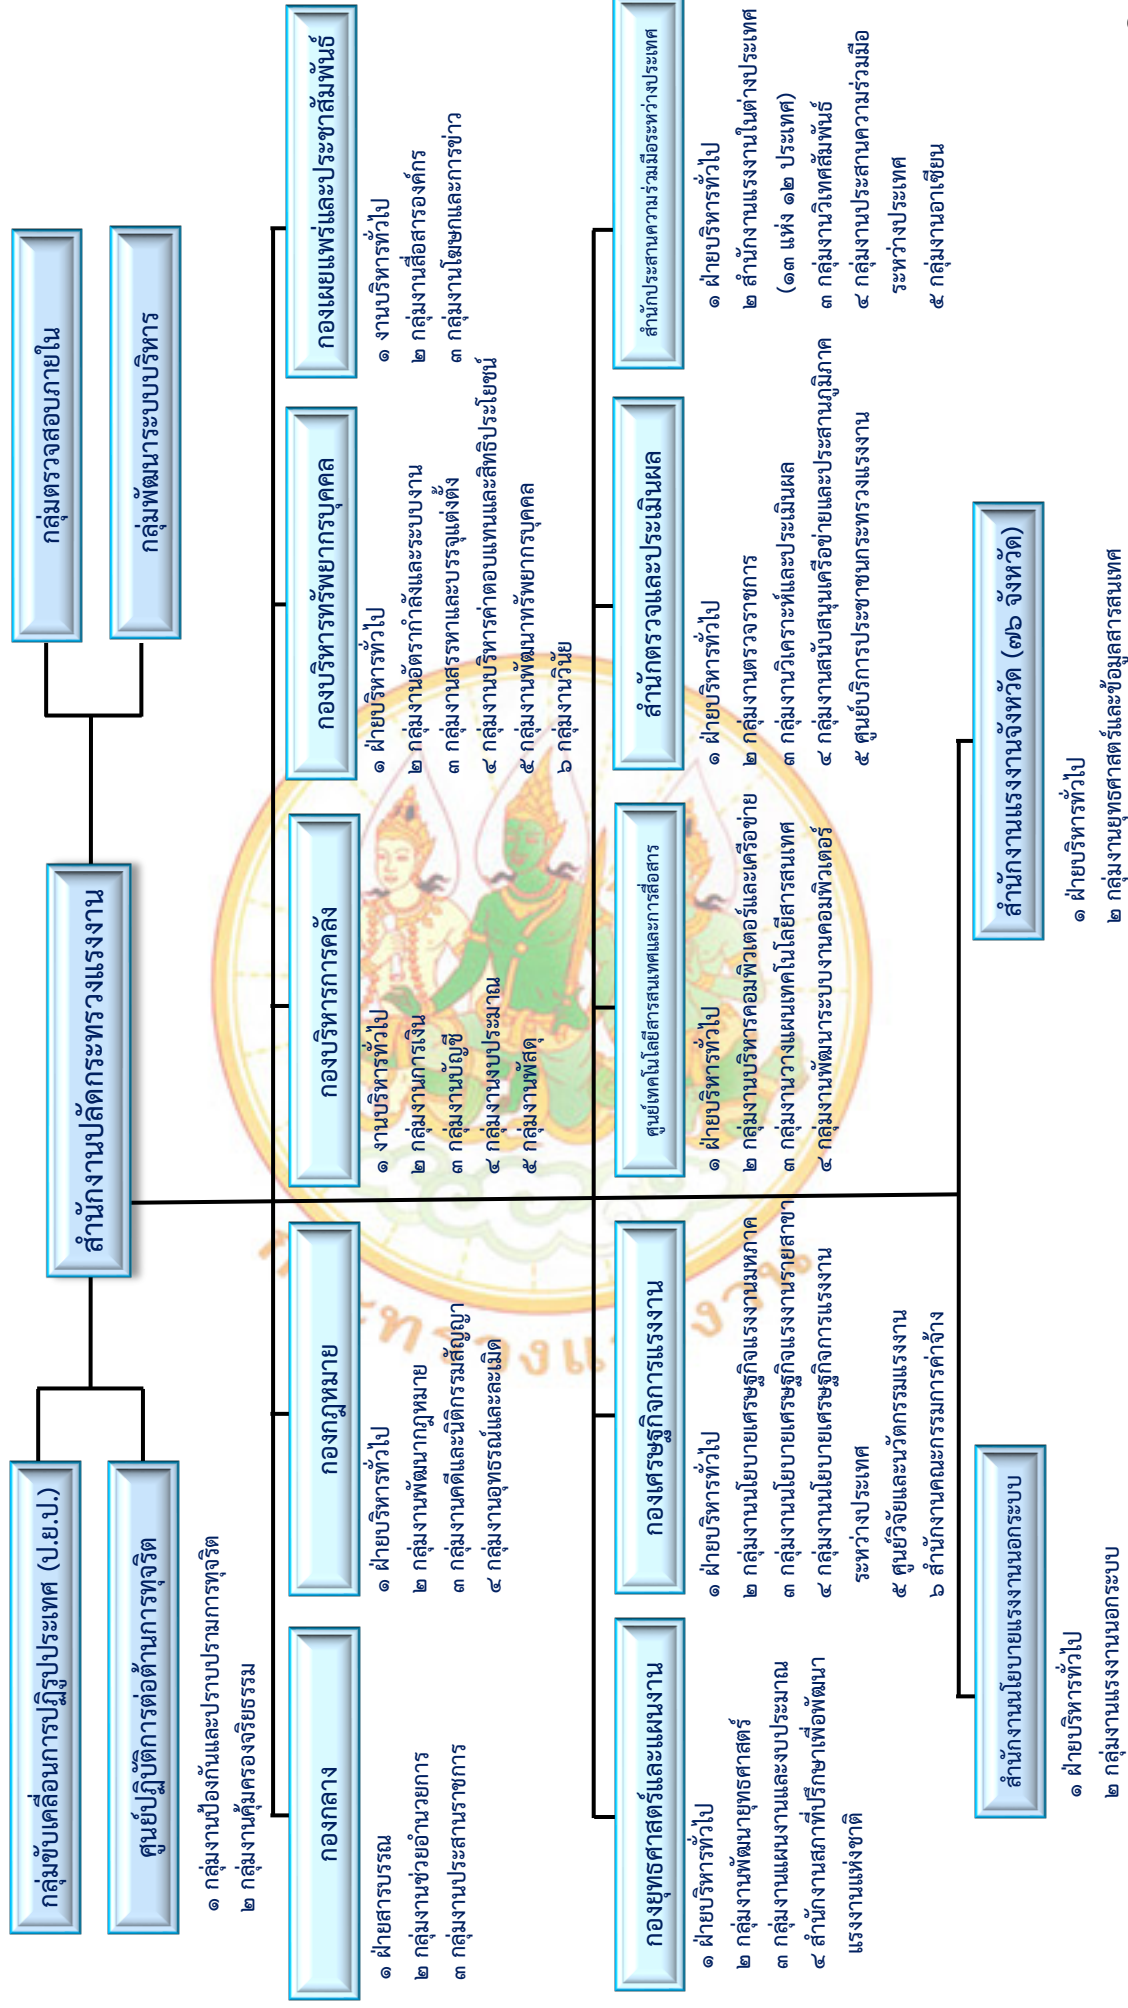 สำนักงานปลัดกระทรวงแรงงาน
กลุ่มขับเคลื่อนการปฏิรูปประเทศ (ป.ย.ป.)
ศูนย์ปฏิบัติการต่อต้านการทุจริต
๑ กลุ่มงานป้องกันและปราบปรามการทุจริต
๒ กลุ่มงานคุ้มครองจริยธรรม
กลุ่มตรวจสอบภายใน
กลุ่มพัฒนาระบบบริหาร
กองกลาง
๑ ฝ่ายสารบรรณ
๒ กลุ่มงานช่วยอำนวยการ
๓ กลุ่มงานประสานราชการ
กองกฎหมาย
๑ ฝ่ายบริหารทั่วไป
๒ กลุ่มงานพัฒนากฎหมาย
๓ กลุ่มงานคดีและนิติกรรมสัญญา
๔ กลุ่มงานอุทธรณ์และละเมิด
กองบริหารการคลัง
๑ งานบริหารทั่วไป
๒ กลุ่มงานการเงิน
๓ กลุ่มงานบัญชี
๔ กลุ่มงานงบประมาณ
๕ กลุ่มงานพัสดุ
กองบริหารทรัพยากรบุคคล
๑ ฝ่ายบริหารทั่วไป
๒ กลุ่มงานอัตรากำลังและระบบงาน
๓ กลุ่มงานสรรหาและบรรจุแต่งตั้ง
๔ กลุ่มงานบริหารค่าตอบแทนและสิทธิประโยชน์
๕ กลุ่มงานพัฒนาทรัพยากรบุคคล
๖ กลุ่มงานวินัย
กองเผยแพร่และประชาสัมพันธ์
๑ งานบริหารทั่วไป
๒ กลุ่มงานสื่อสารองค์กร
๓ กลุ่มงานโฆษกและการข่าว
กองยุทธศาสตร์และแผนงาน
๑ ฝ่ายบริหารทั่วไป
๒ กลุ่มงานพัฒนายุทธศาสตร์
๓ กลุ่มงานแผนงานและงบประมาณ
๔ สำนักงานสภาที่ปรึกษาเพื่อพัฒนา
แรงงานแห่งชาติ
กองเศรษฐกิจการแรงงาน
๑ ฝ่ายบริหารทั่วไป
๒ กลุ่มงานนโยบายเศรษฐกิจแรงงานมหภาค
๓ กลุ่มงานนโยบายเศรษฐกิจแรงงานรายสาขา
๔ กลุ่มงานนโยบายเศรษฐกิจการแรงงาน
ระหว่างประเทศ
๕ ศูนย์วิจัยและนวัตกรรมแรงงาน
๖ สำนักงานคณะกรรมการค่าจ้าง
ศูนย์เทคโนโลยีสารสนเทศและการสื่อสาร
๑ ฝ่ายบริหารทั่วไป
๒ กลุ่มงานบริหารคอมพิวเตอร์และเครือข่าย
๓ กลุ่มงานวางแผนเทคโนโลยีสารสนเทศ
๔ กลุ่มงานพัฒนาระบบงานคอมพิวเตอร์
สำนักตรวจและประเมินผล
๑ ฝ่ายบริหารทั่วไป
๒ กลุ่มงานตรวจราชการ
๓ กลุ่มงานวิเคราะห์และประเมินผล
๔ กลุ่มงานสนับสนุนเครือข่ายและประสานภูมิภาค
๕ ศูนย์บริการประชาชนกระทรวงแรงงาน
สำนักประสานความร่วมมือระหว่างประเทศ
๑ ฝ่ายบริหารทั่วไป
๒ สำนักงานแรงงานในต่างประเทศ
(๑๓ แห่ง ๑๒ ประเทศ)
๓ กลุ่มงานวิเทศสัมพันธ์
๔ กลุ่มงานประสานความร่วมมือ
ระหว่างประเทศ
๕ กลุ่มงานอาเซียน
สำนักงานนโยบายแรงงานนอกระบบ
๑ ฝ่ายบริหารทั่วไป
๒ กลุ่มงานแรงงานนอกระบบ
สำนักงานแรงงานจังหวัด (๗๖ จังหวัด)
๑ ฝ่ายบริหารทั่วไป
๒ กลุ่มงานยุทธศาสตร์และข้อมูลสารสนเทศ